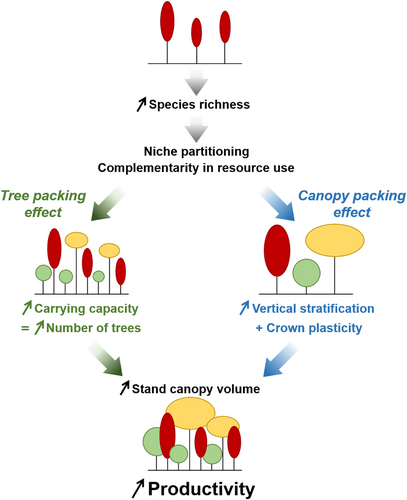 ↗ Species richness
Niche partitioning
Complementarity in resource use
Tree packing
effect
Canopy packing
effect
↗ Carrying capacity
= ↗ Number of trees
↗ Vertical stratification
+ Crown plasticity
↗ Stand canopy volume
↗ Productivity